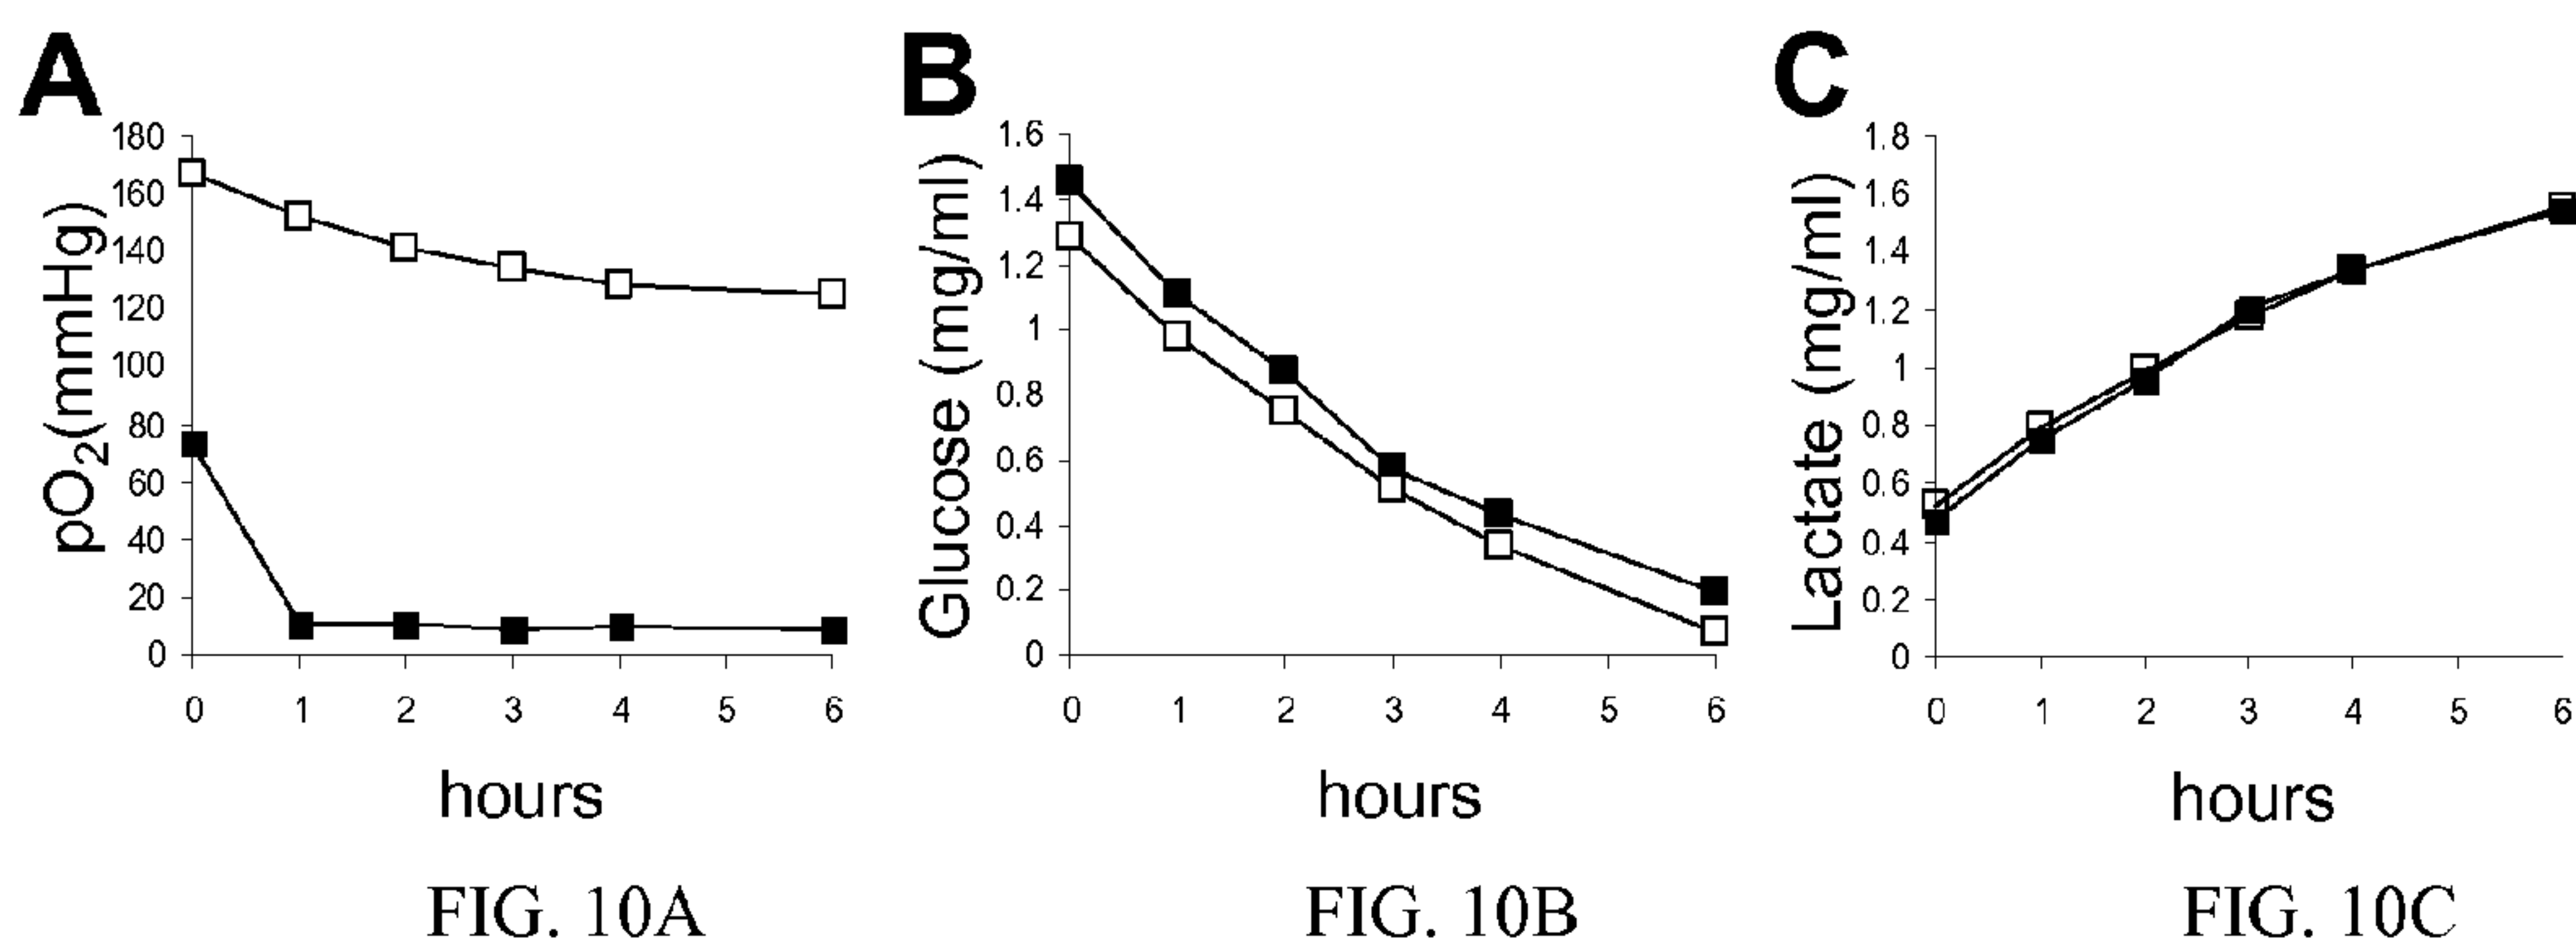 A
pO2(mmHg)
180
160
140
120
100
80
60
40
20
0
0 1 2 3 4 5 6
hours
FIG. 10A
B
Glucose (mg/ml)
1.6
1.4
1.2
1
0.8
0.6
0.4
0.2
0
0 1 2 3 4 5 6
hours
FIG. 10B
C
Lactate (mg/ml)
1.8
1.6
1.4
1.2
1
0.8
0.6
0.4
0.2
0
0 1 2 3 4 5 6
hours
FIG. 10C